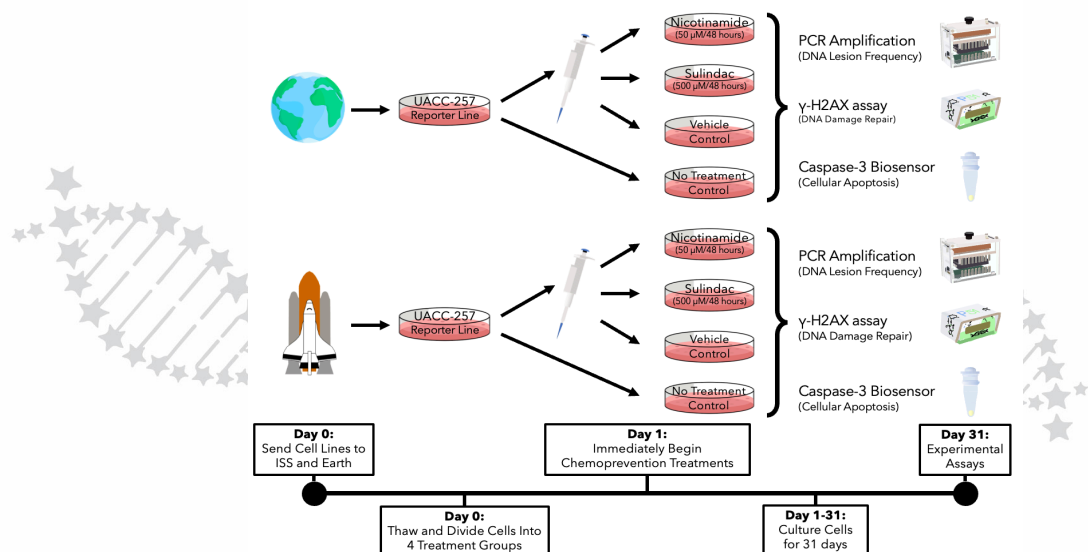 Nicotinamide
(50 µM/48 hours)
Sulindac
(500 µM/48 hours)
Vehicle
Control
No Treatment
Control
UACC-257
Reporter Line
PCR Amplification
(DNA Lesion Frequency)
γ-H2AX assay
(DNA Damage Repair)
Caspase-3 Biosensor
(Cellular Apoptosis)
Nicotinamide
(50 µM/48 hours)
Sulindac
(500 µM/48 hours)
Vehicle
Control
No Treatment
Control
UACC-257
Reporter Line
PCR Amplification
(DNA Lesion Frequency)
γ-H2AX assay
(DNA Damage Repair)
Caspase-3 Biosensor
(Cellular Apoptosis)
Day 0:
Send Cell Lines to
ISS and Earth
Day 1:
Immediately Begin
Chemoprevention Treatments
Day 31:
Experimental
Assays
Day 0:
Thaw and Divide Cells Into
4 Treatment Groups
Day 1-31:
Culture Cells
for 31 days